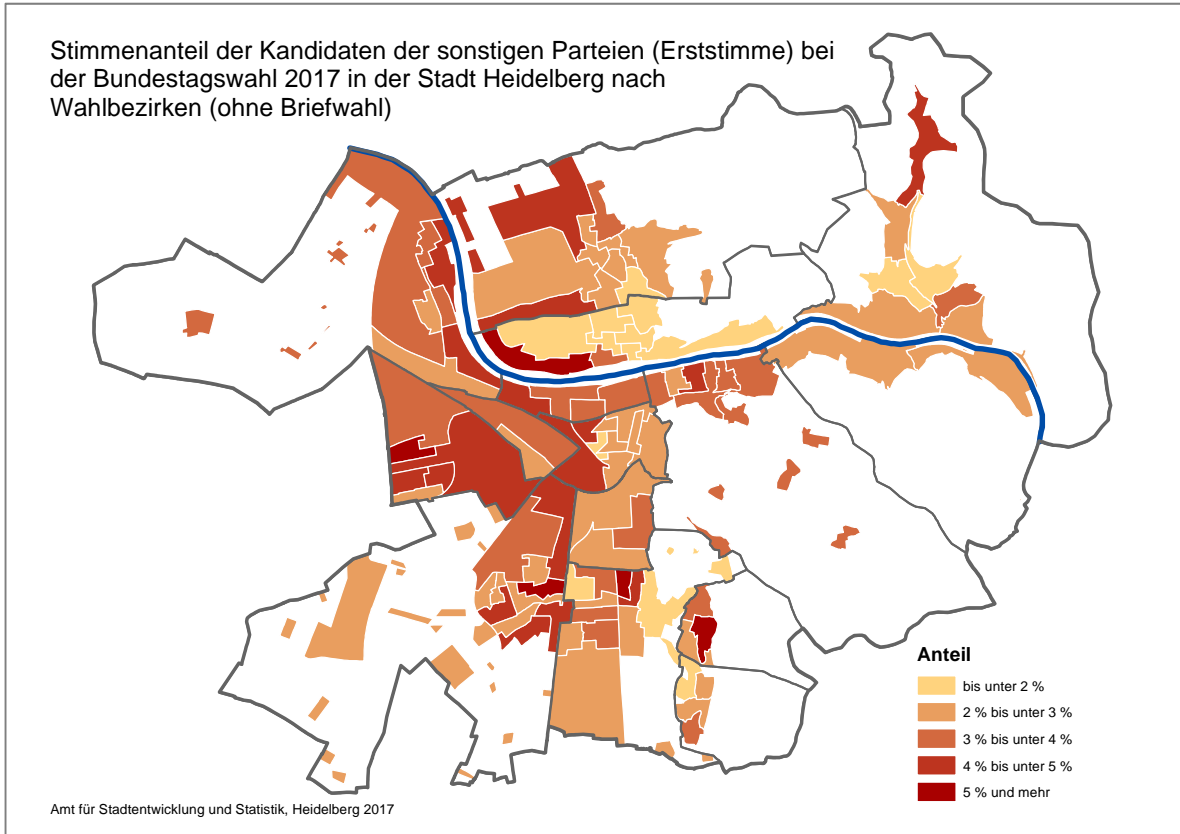 Stimmenanteil der Kandidaten der sonstigen Parteien (Erststimme) bei
der Bundestagswahl 2017 in der Stadt Heidelberg nach
Wahlbezirken (ohne Briefwahl)
Anteil
bis unter 2 %
2 % bis unter 3 %
3 % bis unter 4 %
4 % bis unter 5 %
5 % und mehr
Amt für Stadtentwicklung und Statistik, Heidelberg 2017